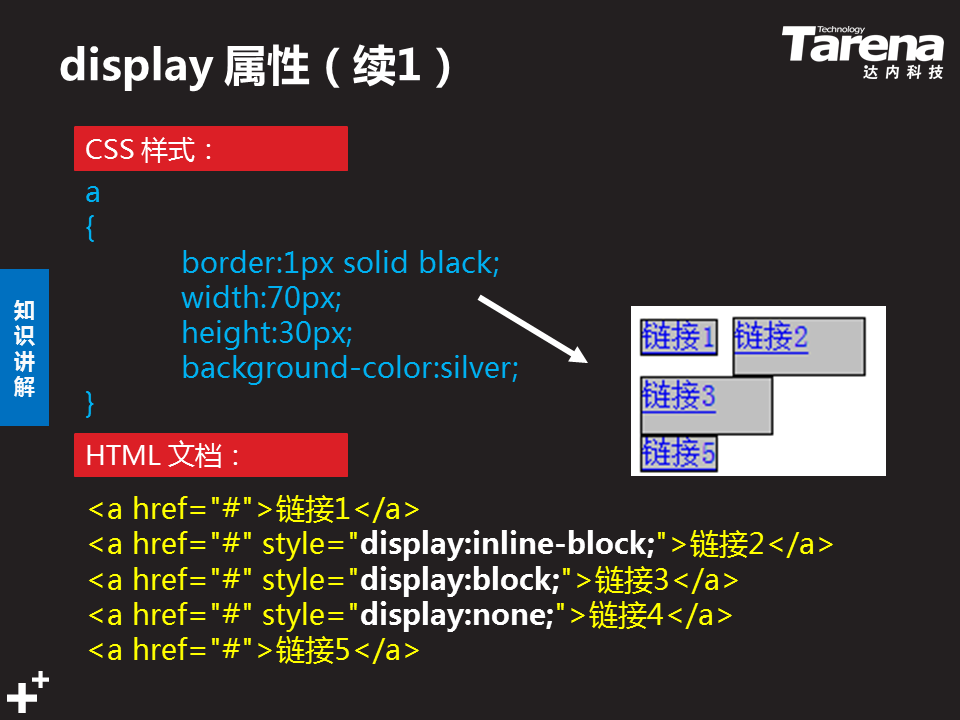 display 属性（续1）
Technology
Tarena
达内科技
CSS 样式：
a
{
border:1px solid black;
width:70px;
height:30px;
background-color:silver;
}
知识讲解
链接1 链接2
链接3
链接5
HTML 文档：
<a href="#">链接1</a>
<a href="#" style="display:inline-block;">链接2</a>
<a href="#" style="display:block;">链接3</a>
<a href="#" style="display:none;">链接4</a>
<a href="#">链接5</a>